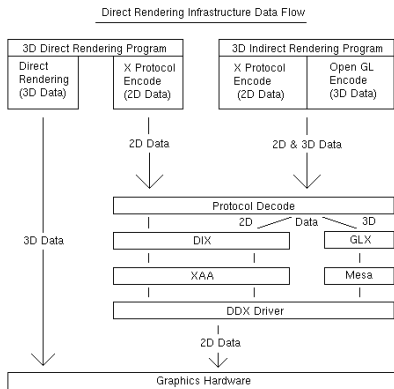 Direct Rendering Infrastructure Data Flow
3D Direct Rendering Program
3D Indirect Rendering Program
Direct
Rendering
(3D Data)
X Protocol
Encode
(2D Data)
X Protocol
Encode
(2D Data)
Open GL
Encode
(3D Data)
2D Data
2D & 3D Data
Protocol Decode
2D Data 3D
3D Data
DIX
GLX
XAA
Mesa
DDX Driver
2D Data
Graphics Hardware